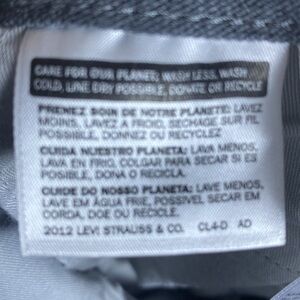 CARE FOR OUR PLANET: WASH LESS, WASH
COLD, LINE DRY POSSIBLE, DONATE OR RECYCLE
PRENEZ SOIN DE NOTRE PLANETE: LAVEZ
MOINS, LAVEZ A FROID, SECHAGE SUR FIL
POSSIBLE, DONNEZ OU RECYCLEZ
CUIDA NUESTRO PLANETA: LAVA MENOS,
LAVA EN FRIO, COLGAR PARA SECAR SI ES
POSIBLE, DONA O RECICLA.
CUIDE DO NOSSO PLANETA: LAVE MENOS,
LAVE EM ÁGUA FRIE, POSSÍVEL SECAR EM
CORDA, DOE OU RECICLE.
2012 LEVI STRAUSS & CO. CL4-D AD